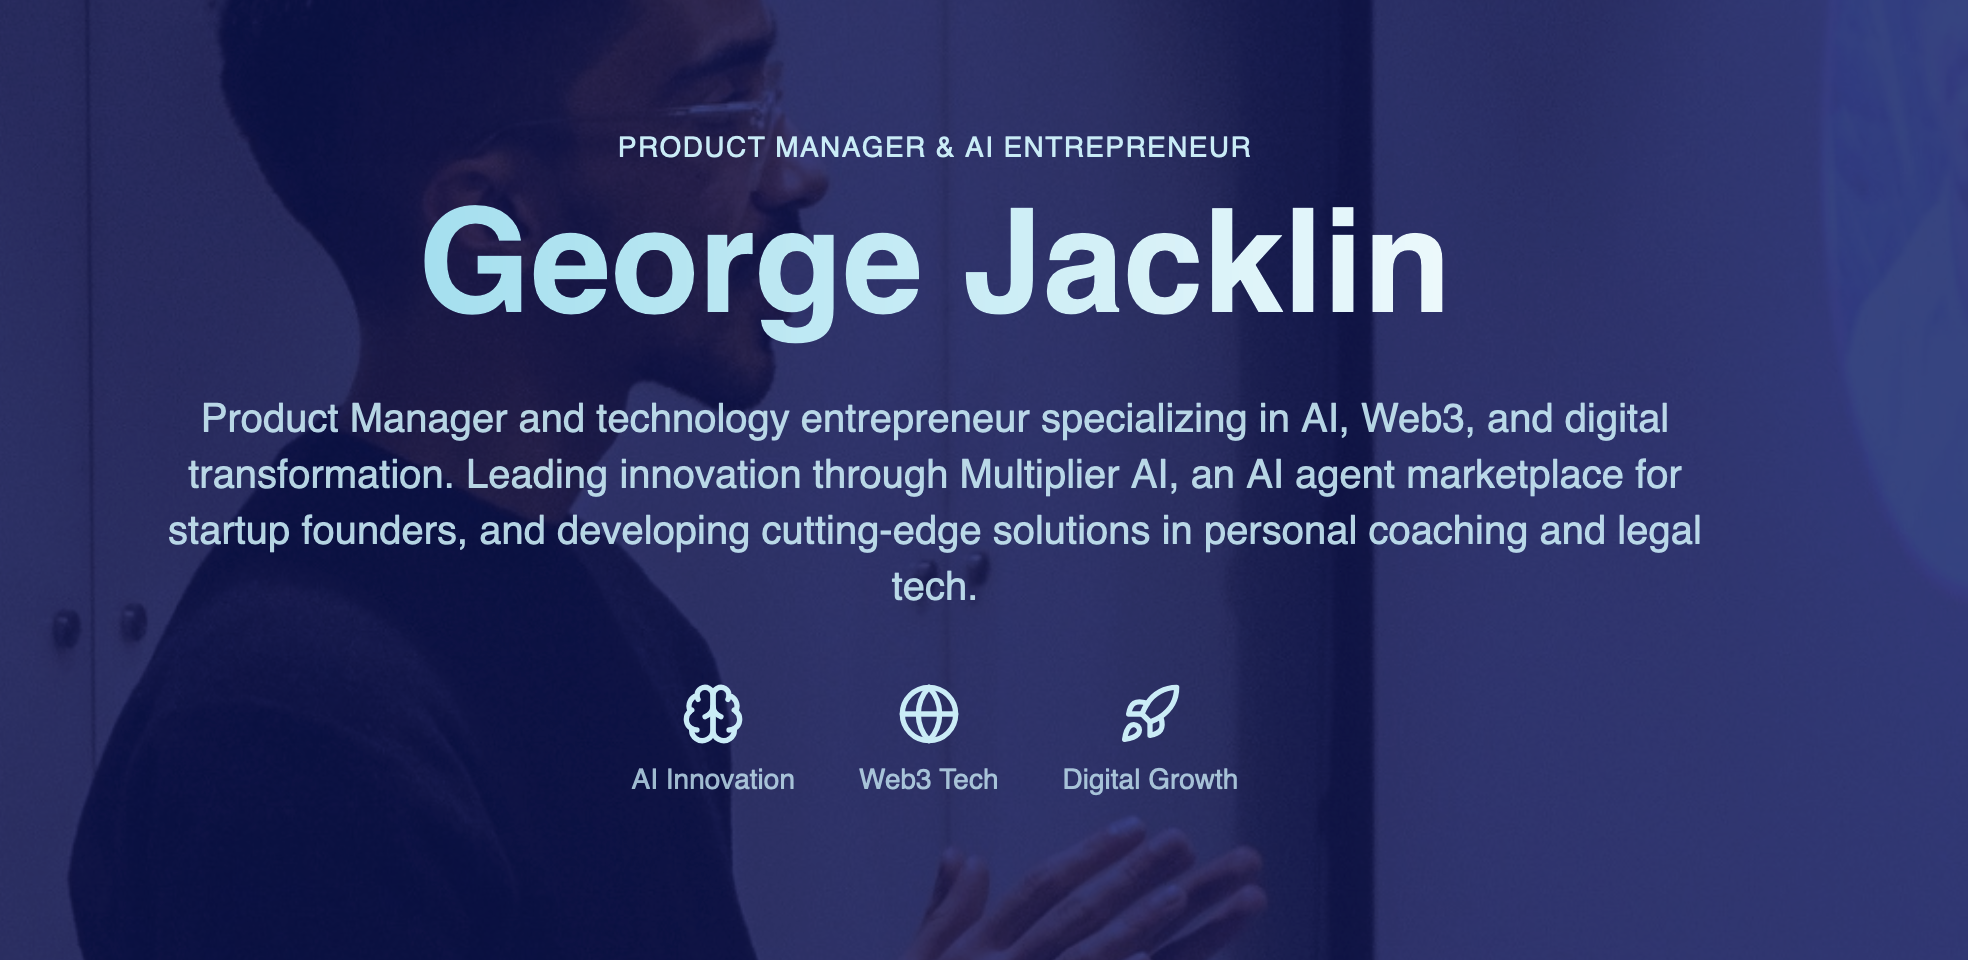 PRODUCT MANAGER & AI ENTREPRENEUR
George Jacklin
Product Manager and technology entrepreneur specializing in AI, Web3, and digital
transformation. Leading innovation through Multiplier AI, an AI agent marketplace for
startup founders, and developing cutting-edge solutions in personal coaching and legal
tech.
AI Innovation
Web3 Tech
Digital Growth